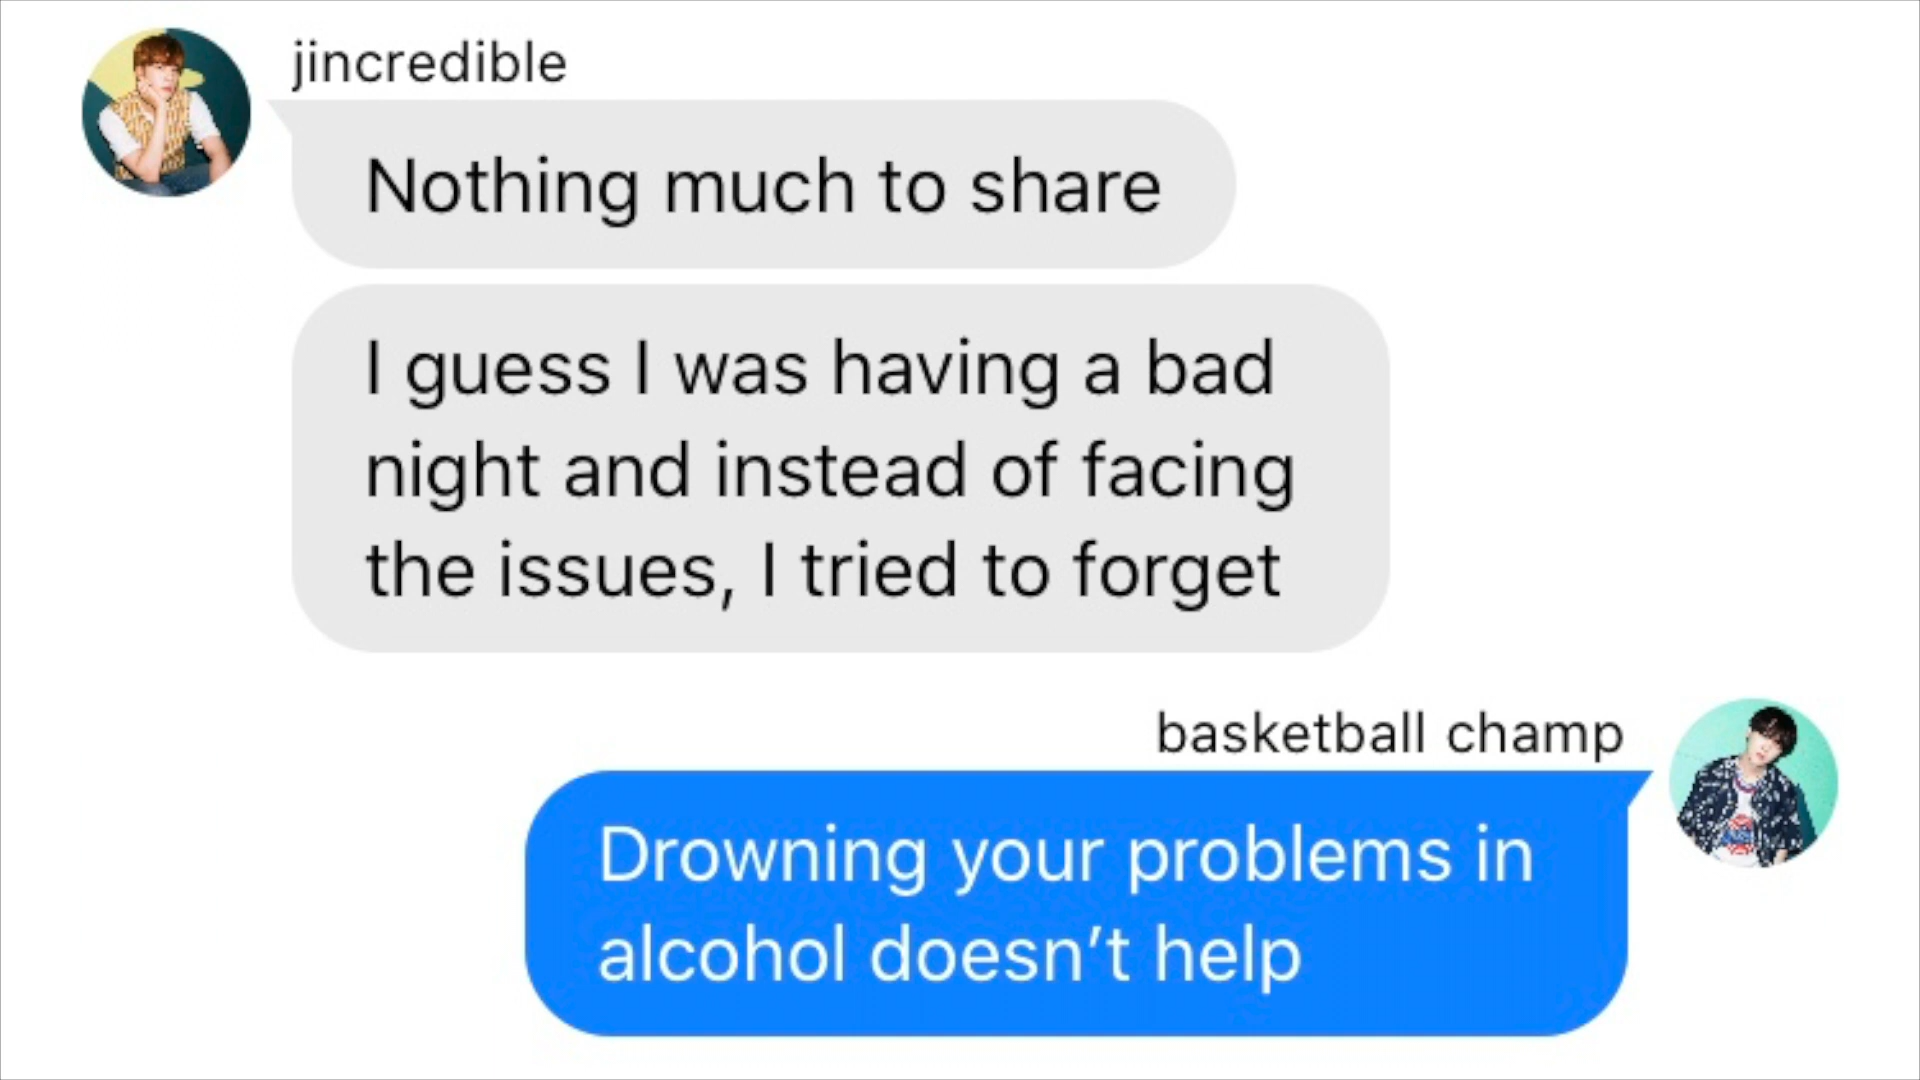 jincredible
Nothing much to share
I guess I was having a bad
night and instead of facing
the issues, I tried to forget
basketball champ
Drowning your problems in
alcohol doesn’t help